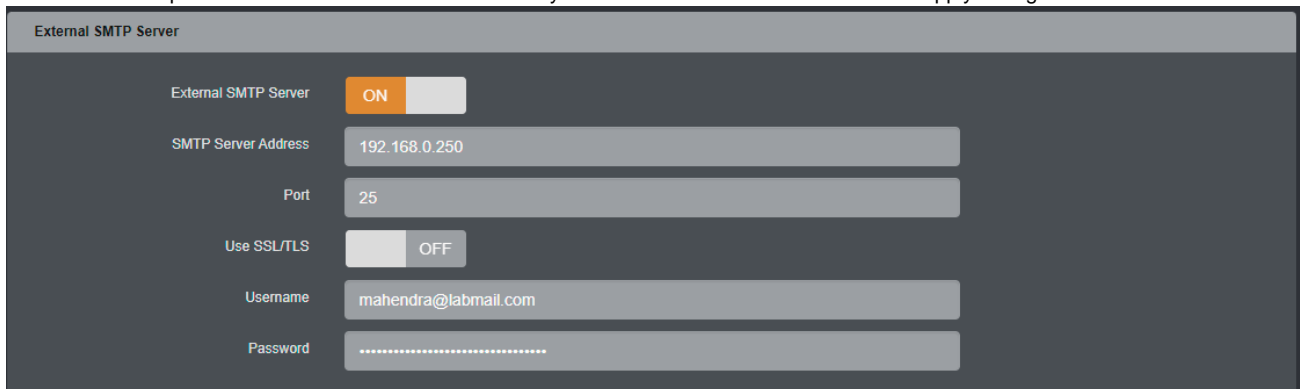 External SMTP Server
External SMTP Server ON
SMTP Server Address 192.168.0.250
Port 25
Use SSL/TLS OFF
Username mahendra@labmail.com
Password •••••••••••••••••••••••••••••••••